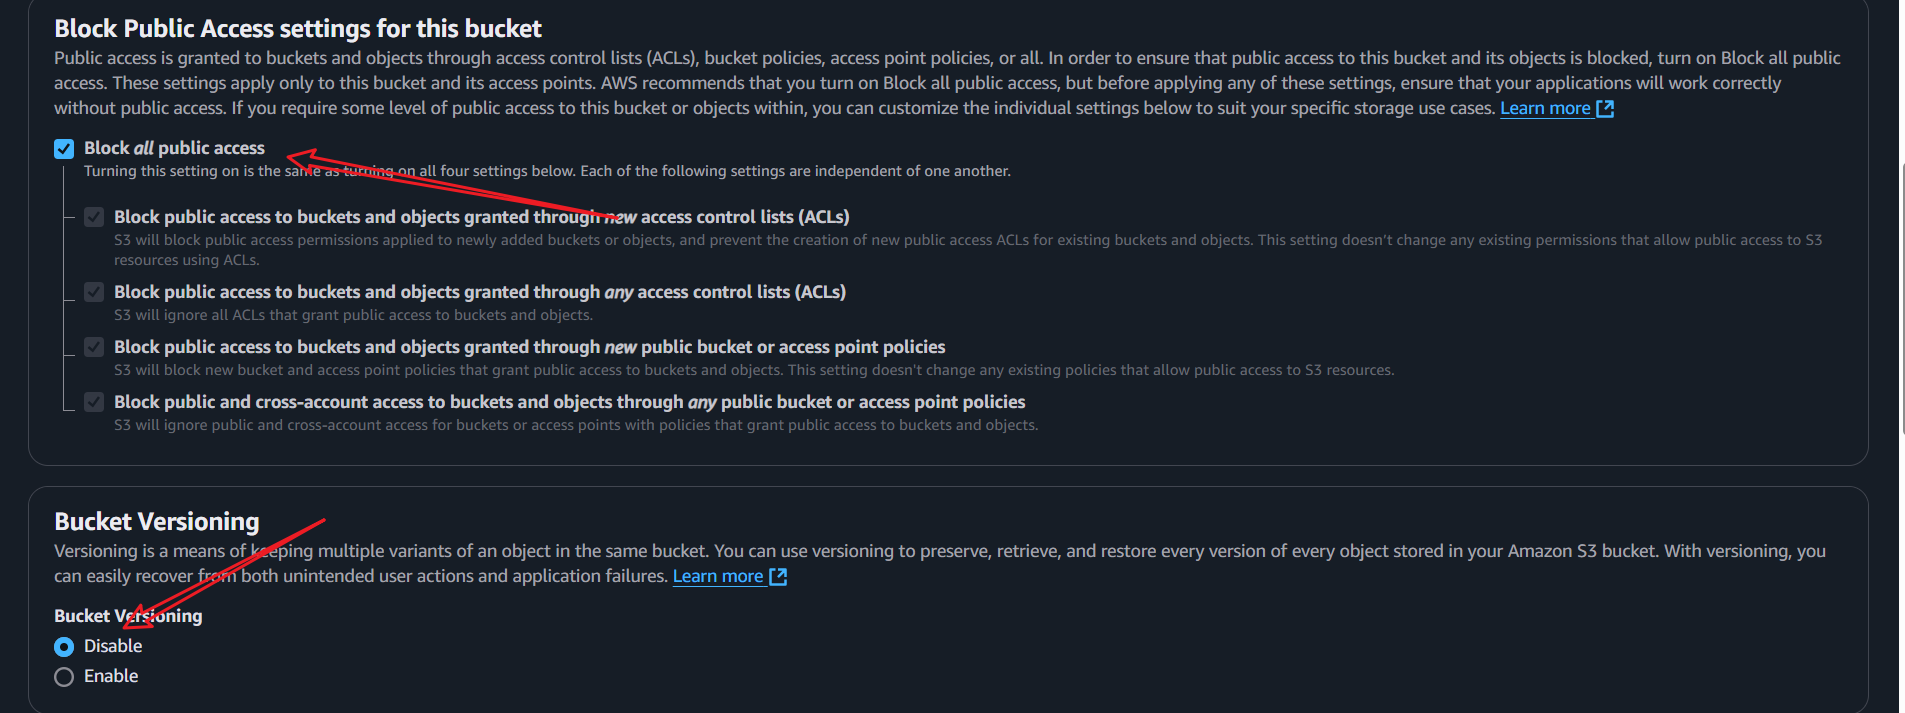 Block Public Access settings for this bucket
Public access is granted to buckets and objects through access control lists (ACLs), bucket policies, access point policies, or all. In order to ensure that public access to this bucket and its objects is blocked, turn on Block all public
access. These settings apply only to this bucket and its access points. AWS recommends that you turn on Block all public access, but before applying any of these settings, ensure that your applications will work correctly
without public access. If you require some level of public access to this bucket or objects within, you can customize the individual settings below to suit your specific storage use cases. Learn more
Block all public access
Turning this setting on is the same as turning on all four settings below. Each of the following settings are independent of one another.
Block public access to buckets and objects granted through new access control lists (ACLs)
S3 will block public access permissions applied to newly added buckets or objects, and prevent the creation of new public access ACLs for existing buckets and objects. This setting doesn't change any existing permissions that allow public access to S3
resources using ACLs.
Block public access to buckets and objects granted through any access control lists (ACLs)
S3 will ignore all ACLs that grant public access to buckets and objects.
Block public access to buckets and objects granted through new public bucket or access point policies
S3 will block new bucket and access point policies that grant public access to buckets and objects. This setting doesn't change any existing policies that allow public access to S3 resources.
Block public and cross-account access to buckets and objects through any public bucket or access point policies
S3 will ignore public and cross-account access for buckets or access points with policies that grant public access to buckets and objects.
Bucket Versioning
Versioning is a means of keeping multiple variants of an object in the same bucket. You can use versioning to preserve, retrieve, and restore every version of every object stored in your Amazon S3 bucket. With versioning, you
can easily recover from both unintended user actions and application failures. Learn more
Bucket Versioning
Disable
Enable